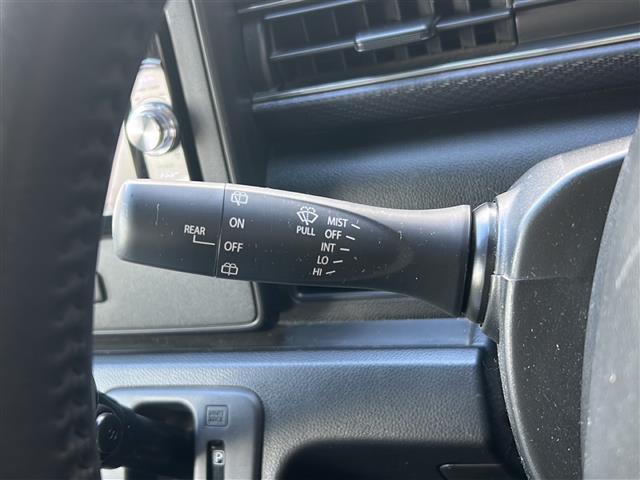 ON
REAR
OFF
PULL
MIST
OFF
INT
LO
HI
P